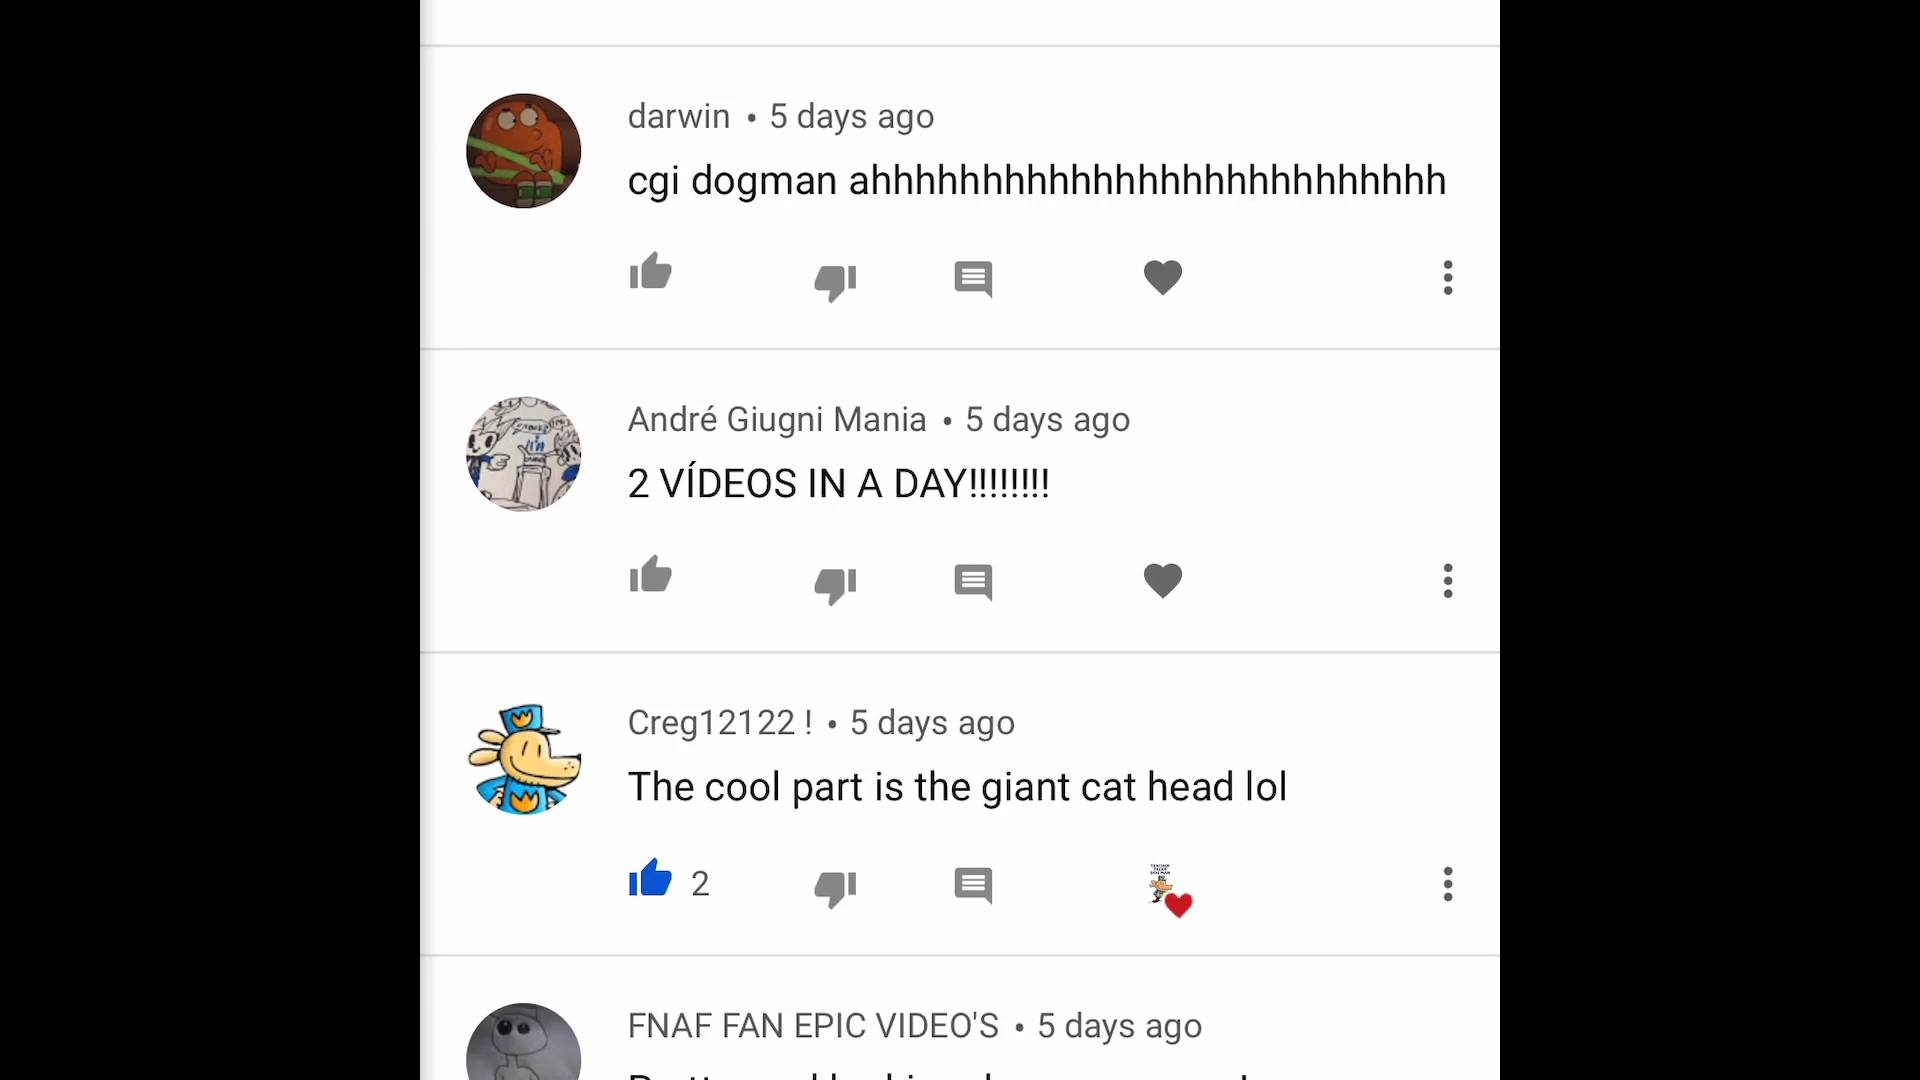 darwin • 5 days ago
cgi dogman ahhhhhhhhhhhhhhhhhhhhhhhhhh
André Giugni Mania • 5 days ago
2 VÍDEOS IN A DAY!!!!!!!!
Creg12122 ! • 5 days ago
The cool part is the giant cat head lol
2
FNAF FAN EPIC VIDEO'S • 5 days ago